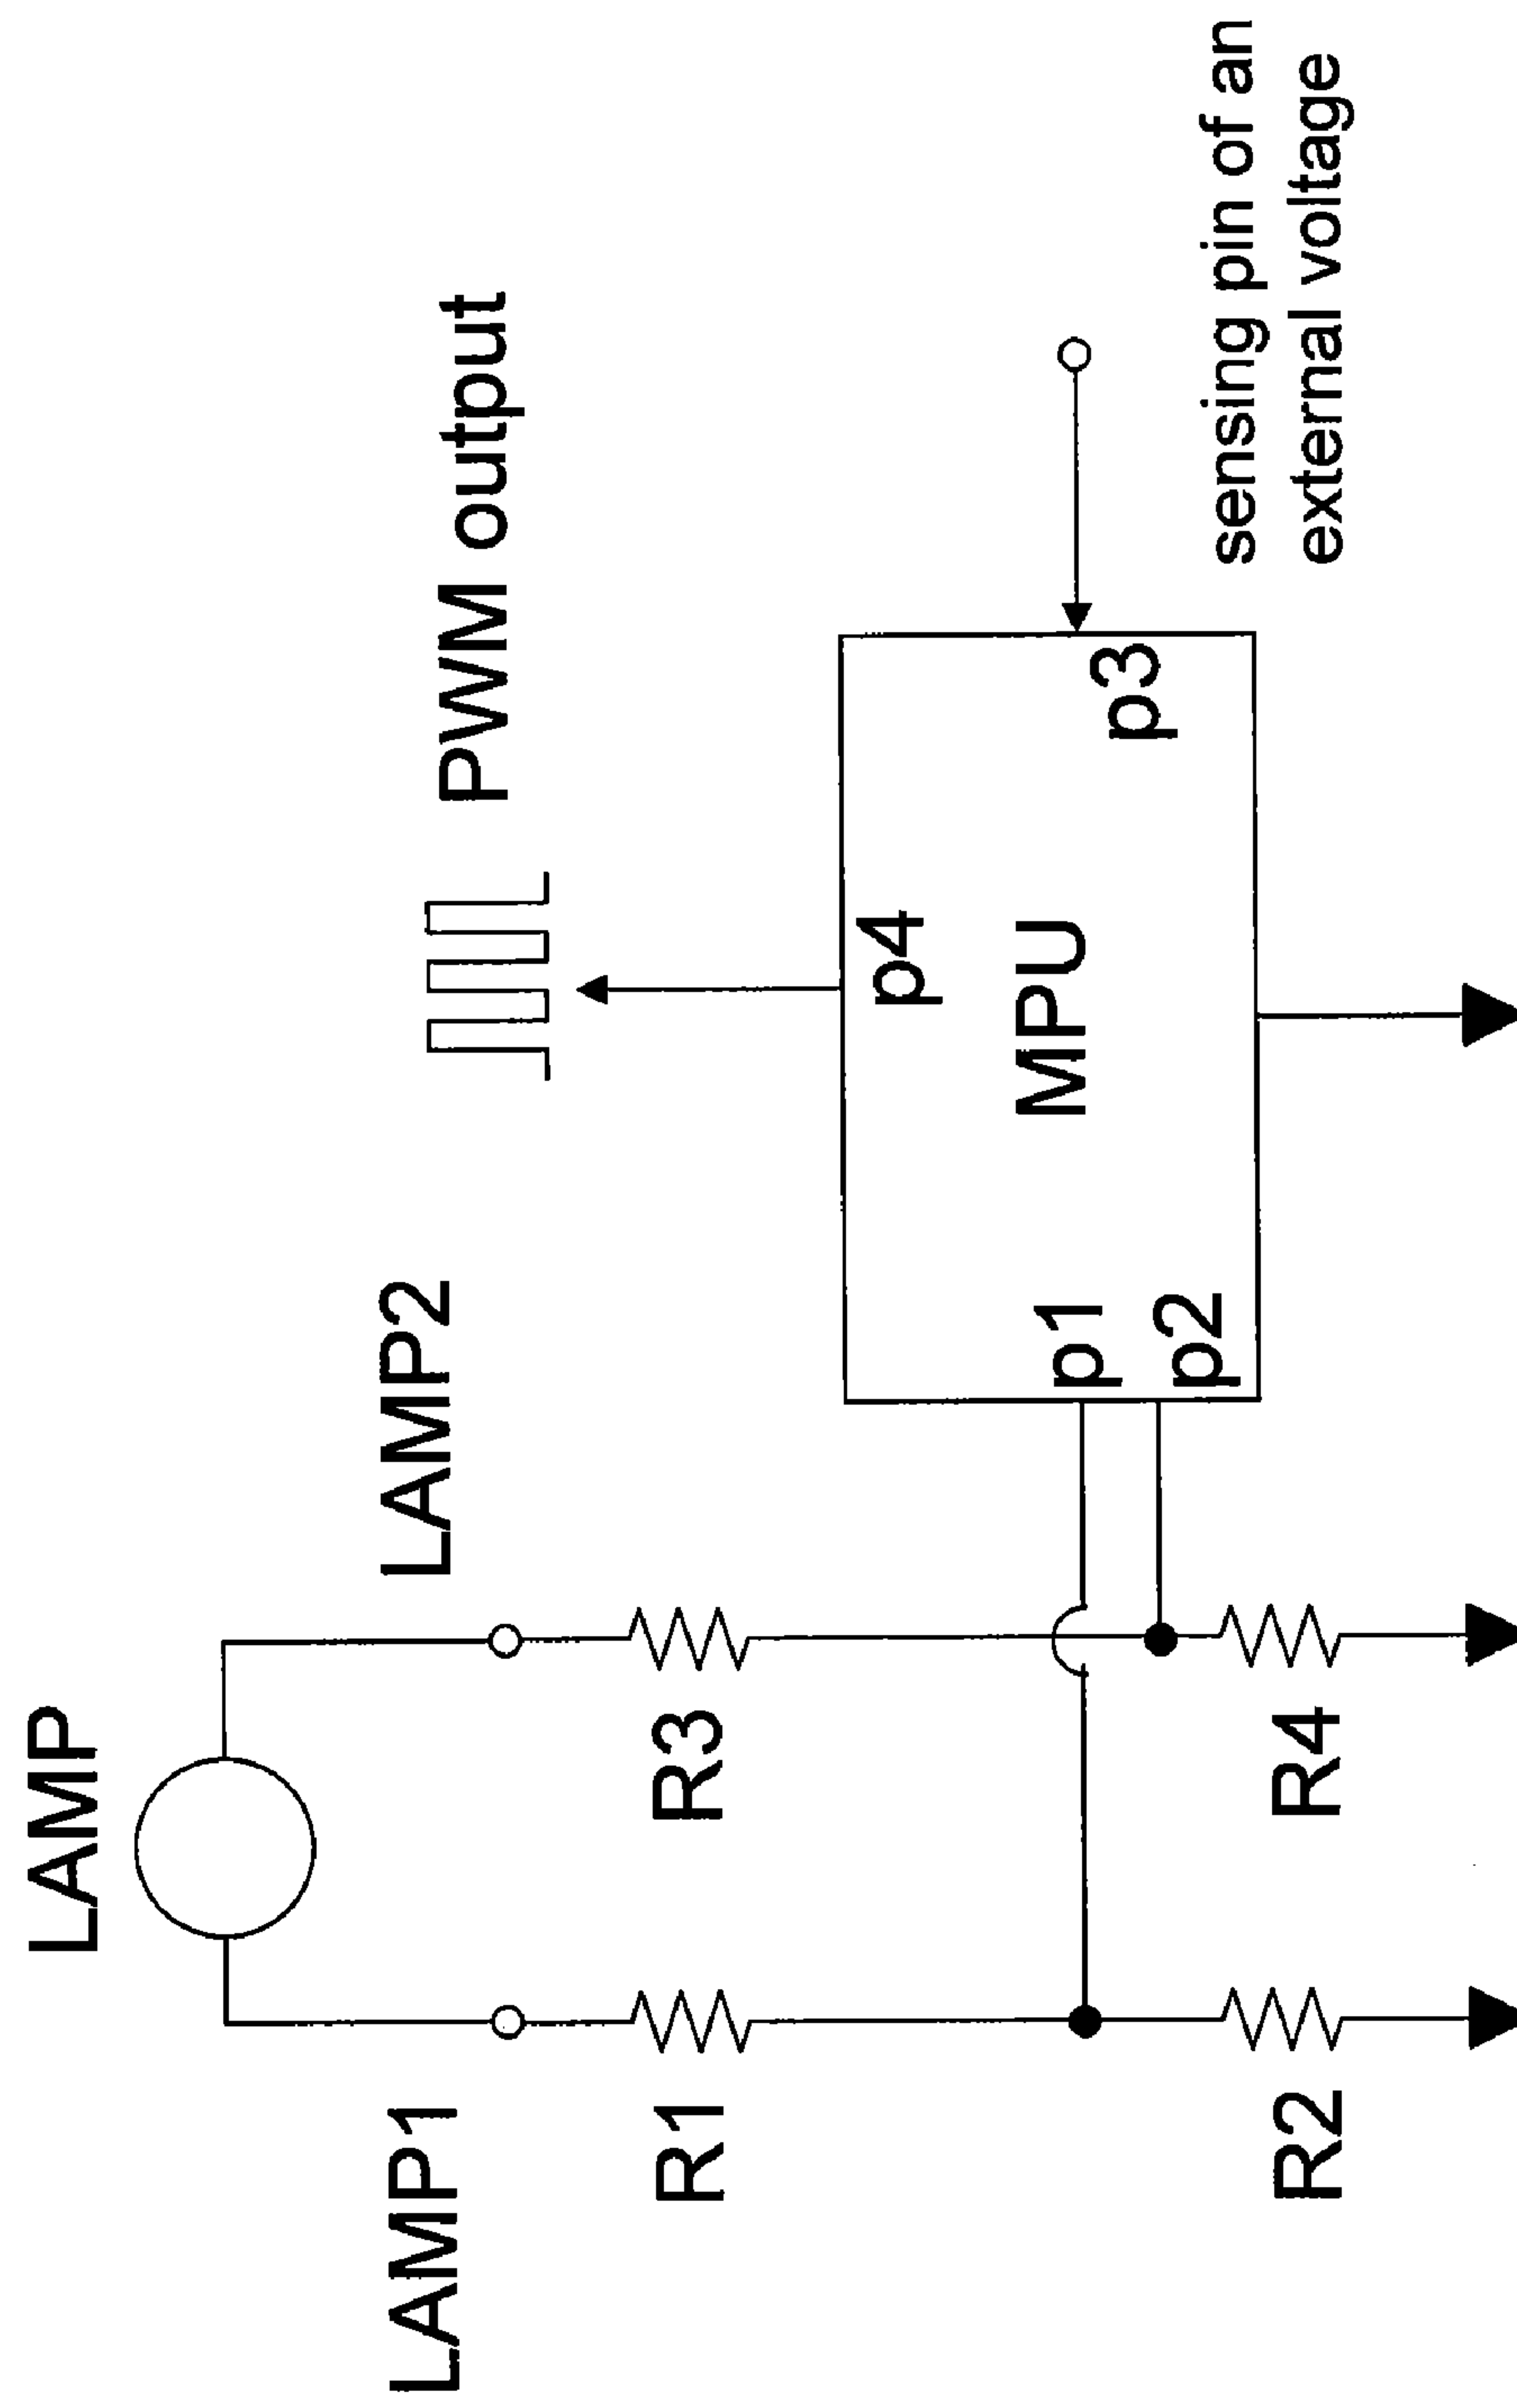 LAMP
LAMP1
LAMP2
PWM output
R1
R3
p4
MPU
p1
p2
p3
sensing pin of an
external voltage
R2
R4